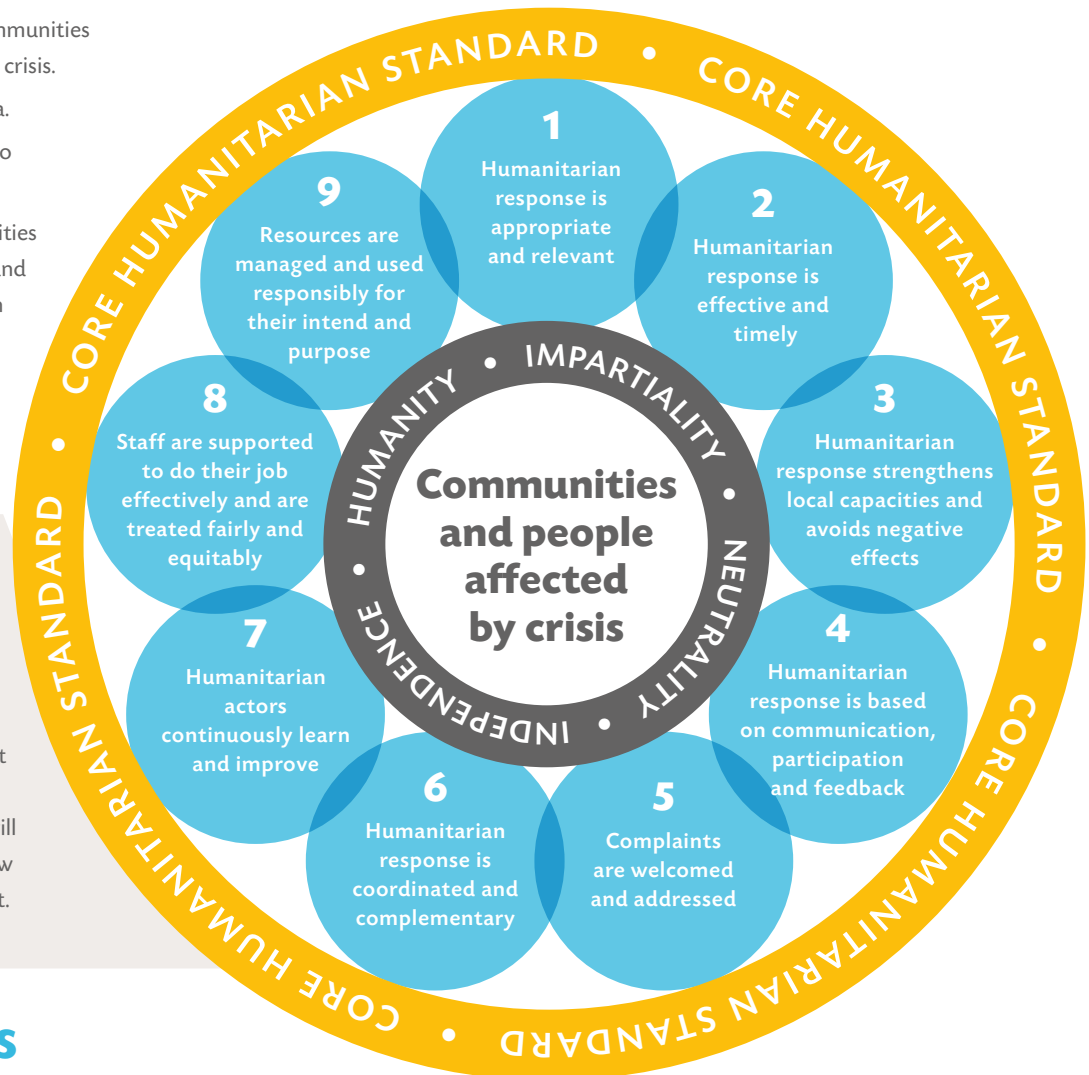 nmunities
crisis.
a.
o
ities
nd
n
t
ill
w
t.
s
CORE HUMANITARIAN STANDARD •
CORE HUMANITARIAN STANDARD •
CORE HUMANITARIAN STANDARD •
CORE HUMANITARIAN STANDARD •
1
Humanitarian
response is
appropriate
and relevant
2
Humanitarian
response is
effective and
timely
3
Humanitarian
response strengthens
local capacities and
avoids negative
effects
4
Humanitarian
response is based
on communication,
participation
and feedback
5
Complaints
are welcomed
and addressed
6
Humanitarian
response is
coordinated and
complementary
7
Humanitarian
actors
continuously learn
and improve
8
Staff are supported
to do their job
effectively and are
treated fairly and
equitably
9
Resources are
managed and used
responsibly for
their intend and
purpose
HUMANITY • IMPARTIALITY • NEUTRALITY • INDEPENDENCE •
Communities
and people
affected
by crisis